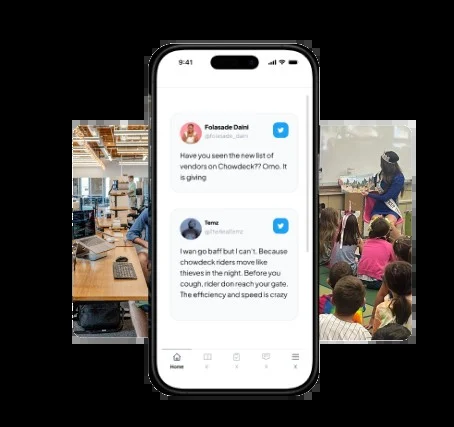 9:41
Folasade Daini
@folasade_daini
Have you seen the new list of
vendors on Chowdeck?? Omo. It
is giving
Temz
I wan go baff but I can't. Because
chowdeck riders move like
thieves in the night. Before you
cough, rider don reach your gate.
The efficiency and speed is crazy
Home